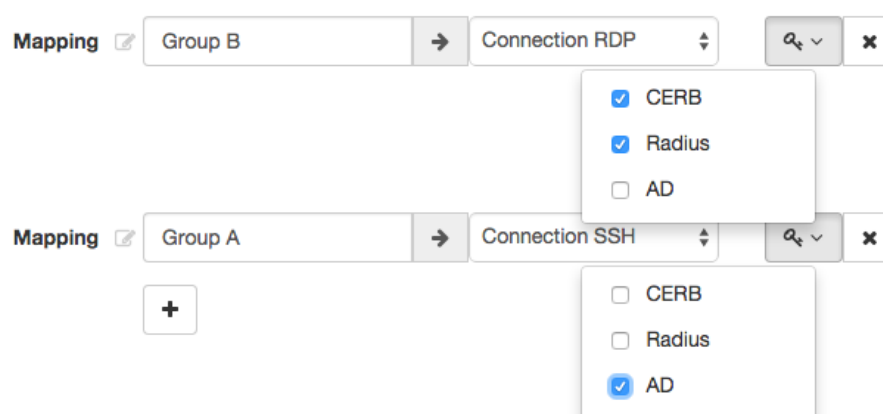 Mapping Group B Connection RDP
CERB
Radius
AD
Mapping Group A Connection SSH
CERB
Radius
AD